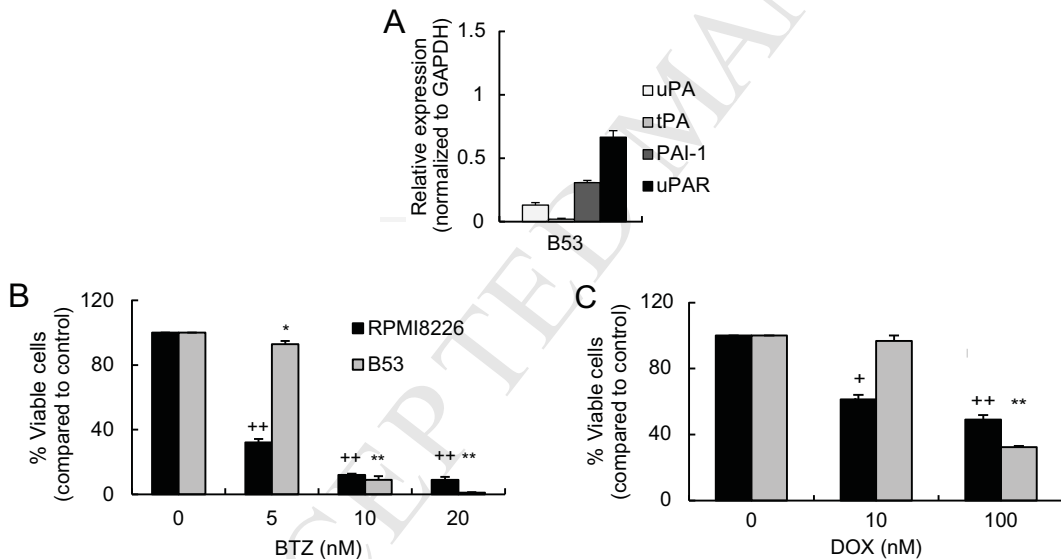 A
Relative expression
(normalized to GAPDH)
1.5
1
0.5
0
B53
uPA
tPA
PAI-1
uPAR
B
% Viable cells
(compared to control)
120
80
40
0
++
*
++ **
++ **
0 5 10 20
BTZ (nM)
RPMI8226
B53
C
% Viable cells
(compared to control)
120
80
40
0
+
++ **
0 10 100
DOX (nM)
CEPTED MAN